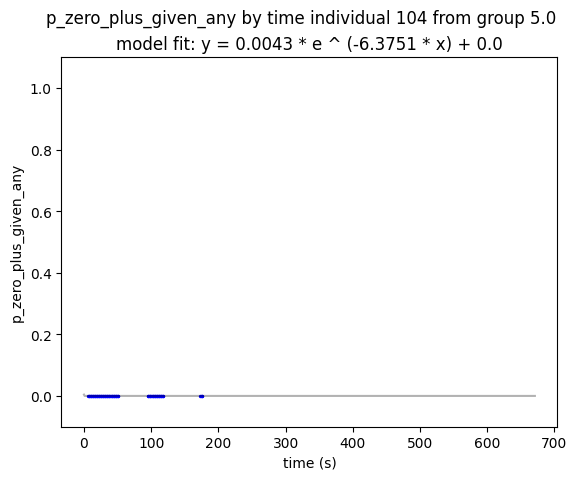 p_zero_plus_given_any by time individual 104 from group 5.0
model fit: y = 0.0043 * e ^ (-6.3751 * x) + 0.0
1.0
0.8
0.6
0.4
0.2
0.0
p_zero_plus_given_any
0 100 200 300 400 500 600 700
time (s)